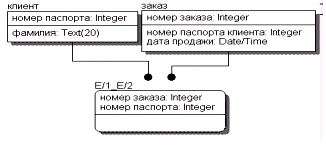 клиент
номер паспорта: Integer
фамилия: Text(20)
заказ
номер заказа: Integer
номер паспорта клиента: Integer
дата продажи: Date/Time
E/1_E/2
номер заказа: Integer
номер паспорта: Integer